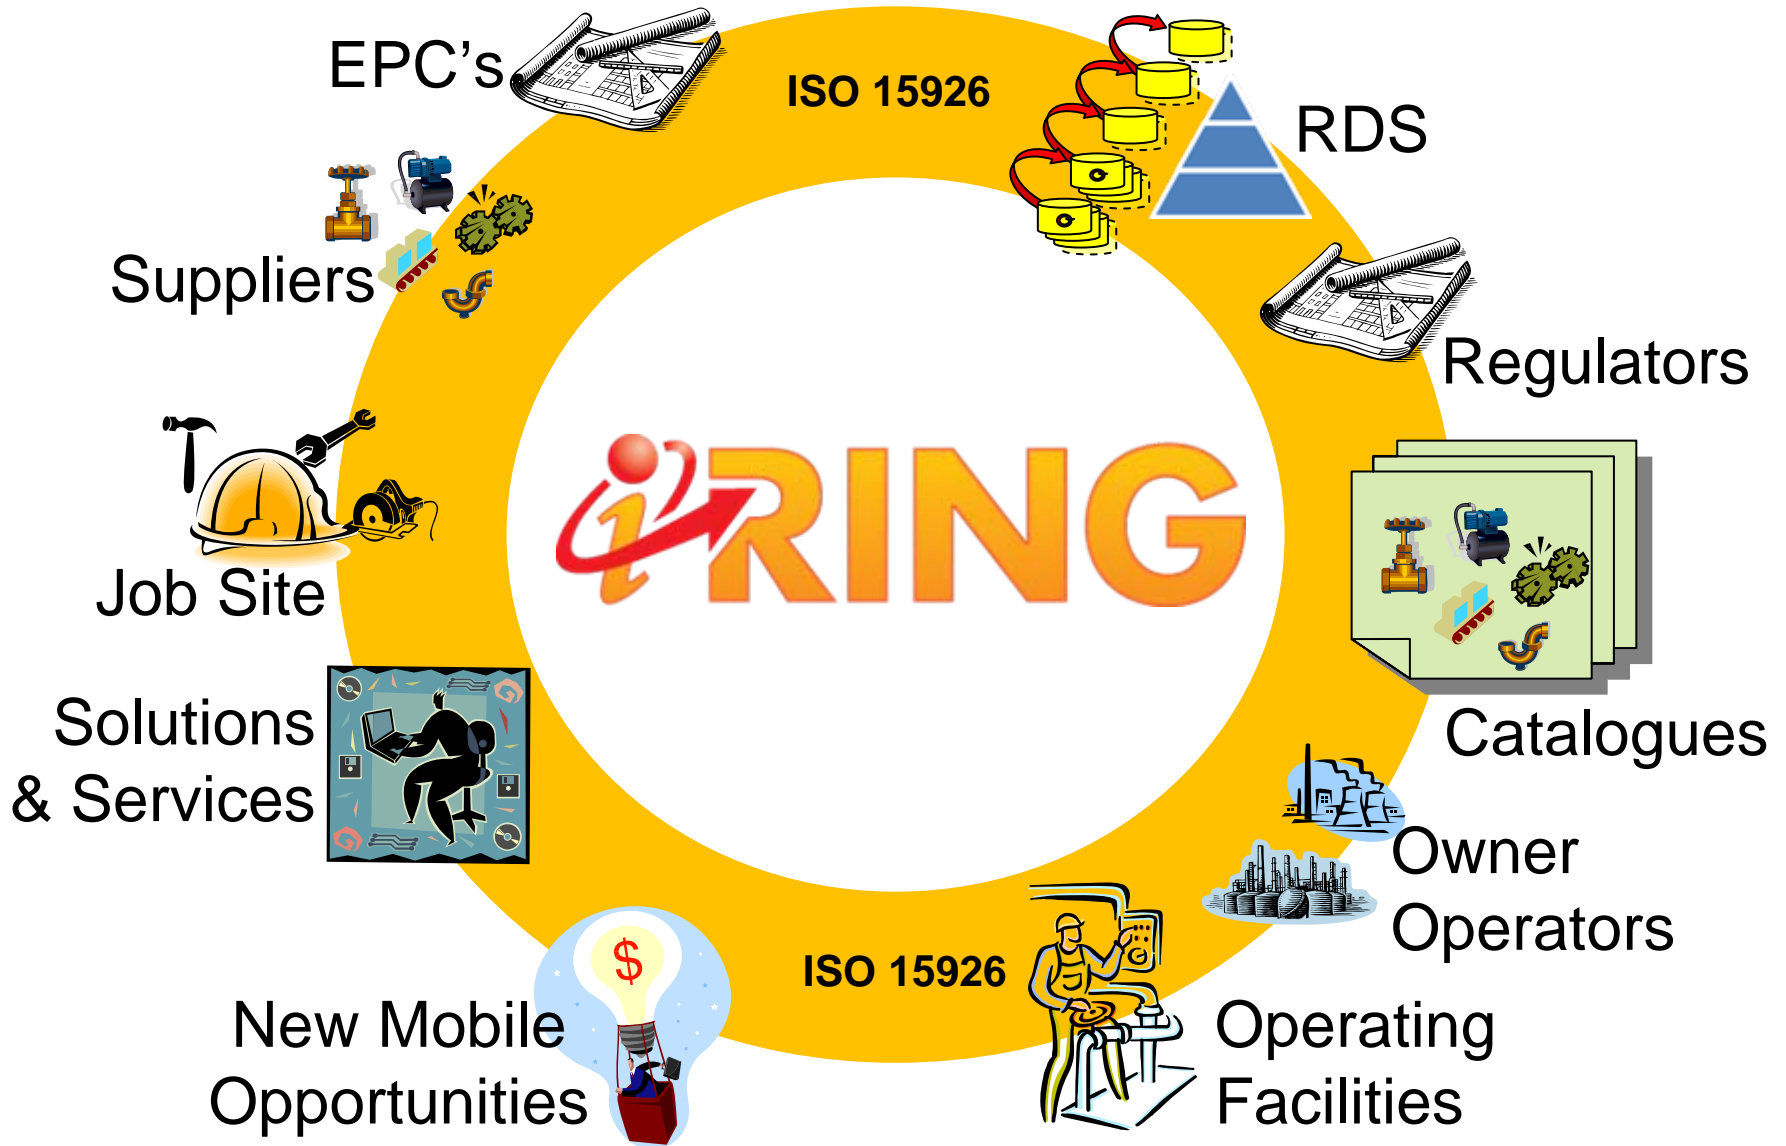 EPC's
ISO 15926
RDS
Suppliers
Regulators
iRING
Job Site
Solutions
& Services
Catalogues
Owner
Operators
$
ISO 15926
New Mobile
Opportunities
Operating
Facilities